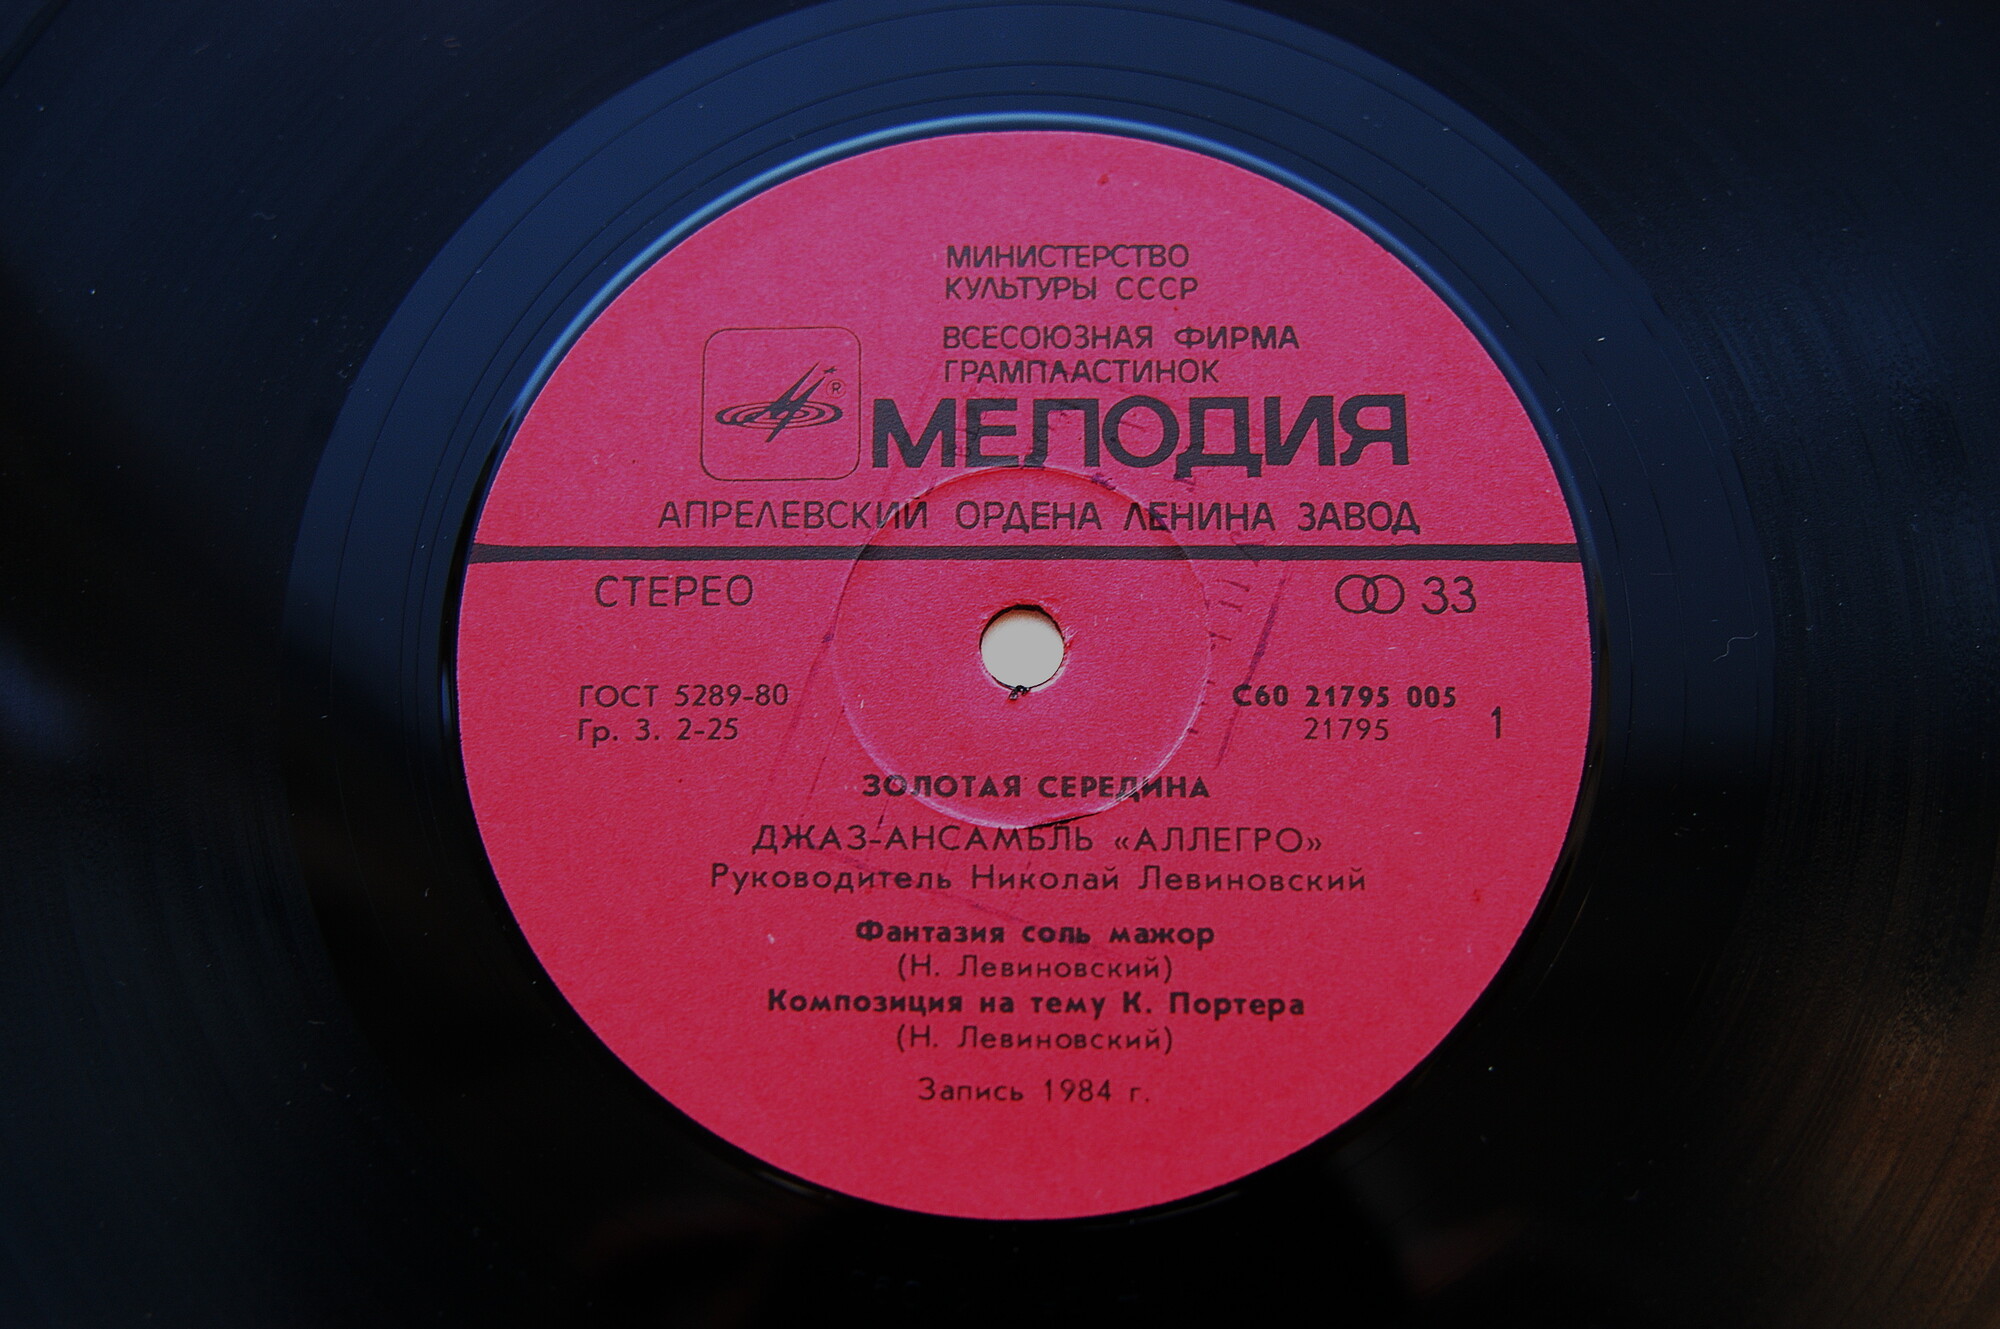 МИНИСТЕРСТВО
КУЛЬТУРЫ СССР
ВСЕСОЮЗНАЯ ФИРМА
ГРАМПЛАСТИНОК
®
МЕЛОДИЯ
АПРЕЛЕВСКИЙ ОРДЕНА ЛЕНИНА ЗАВОД
СТЕРЕО
33
ГОСТ 5289-80
Гр. 3. 2-25
С60 21795 005
21795
1
ЗОЛОТАЯ СЕРЕДИНА
ДЖАЗ-АНСАМБЛЬ «АЛЛЕГРО»
Руководитель Николай Левиновский
Фантазия соль мажор
(Н. Левиновский)
Композиция на тему К. Портера
(Н. Левиновский)
Запись 1984 г.